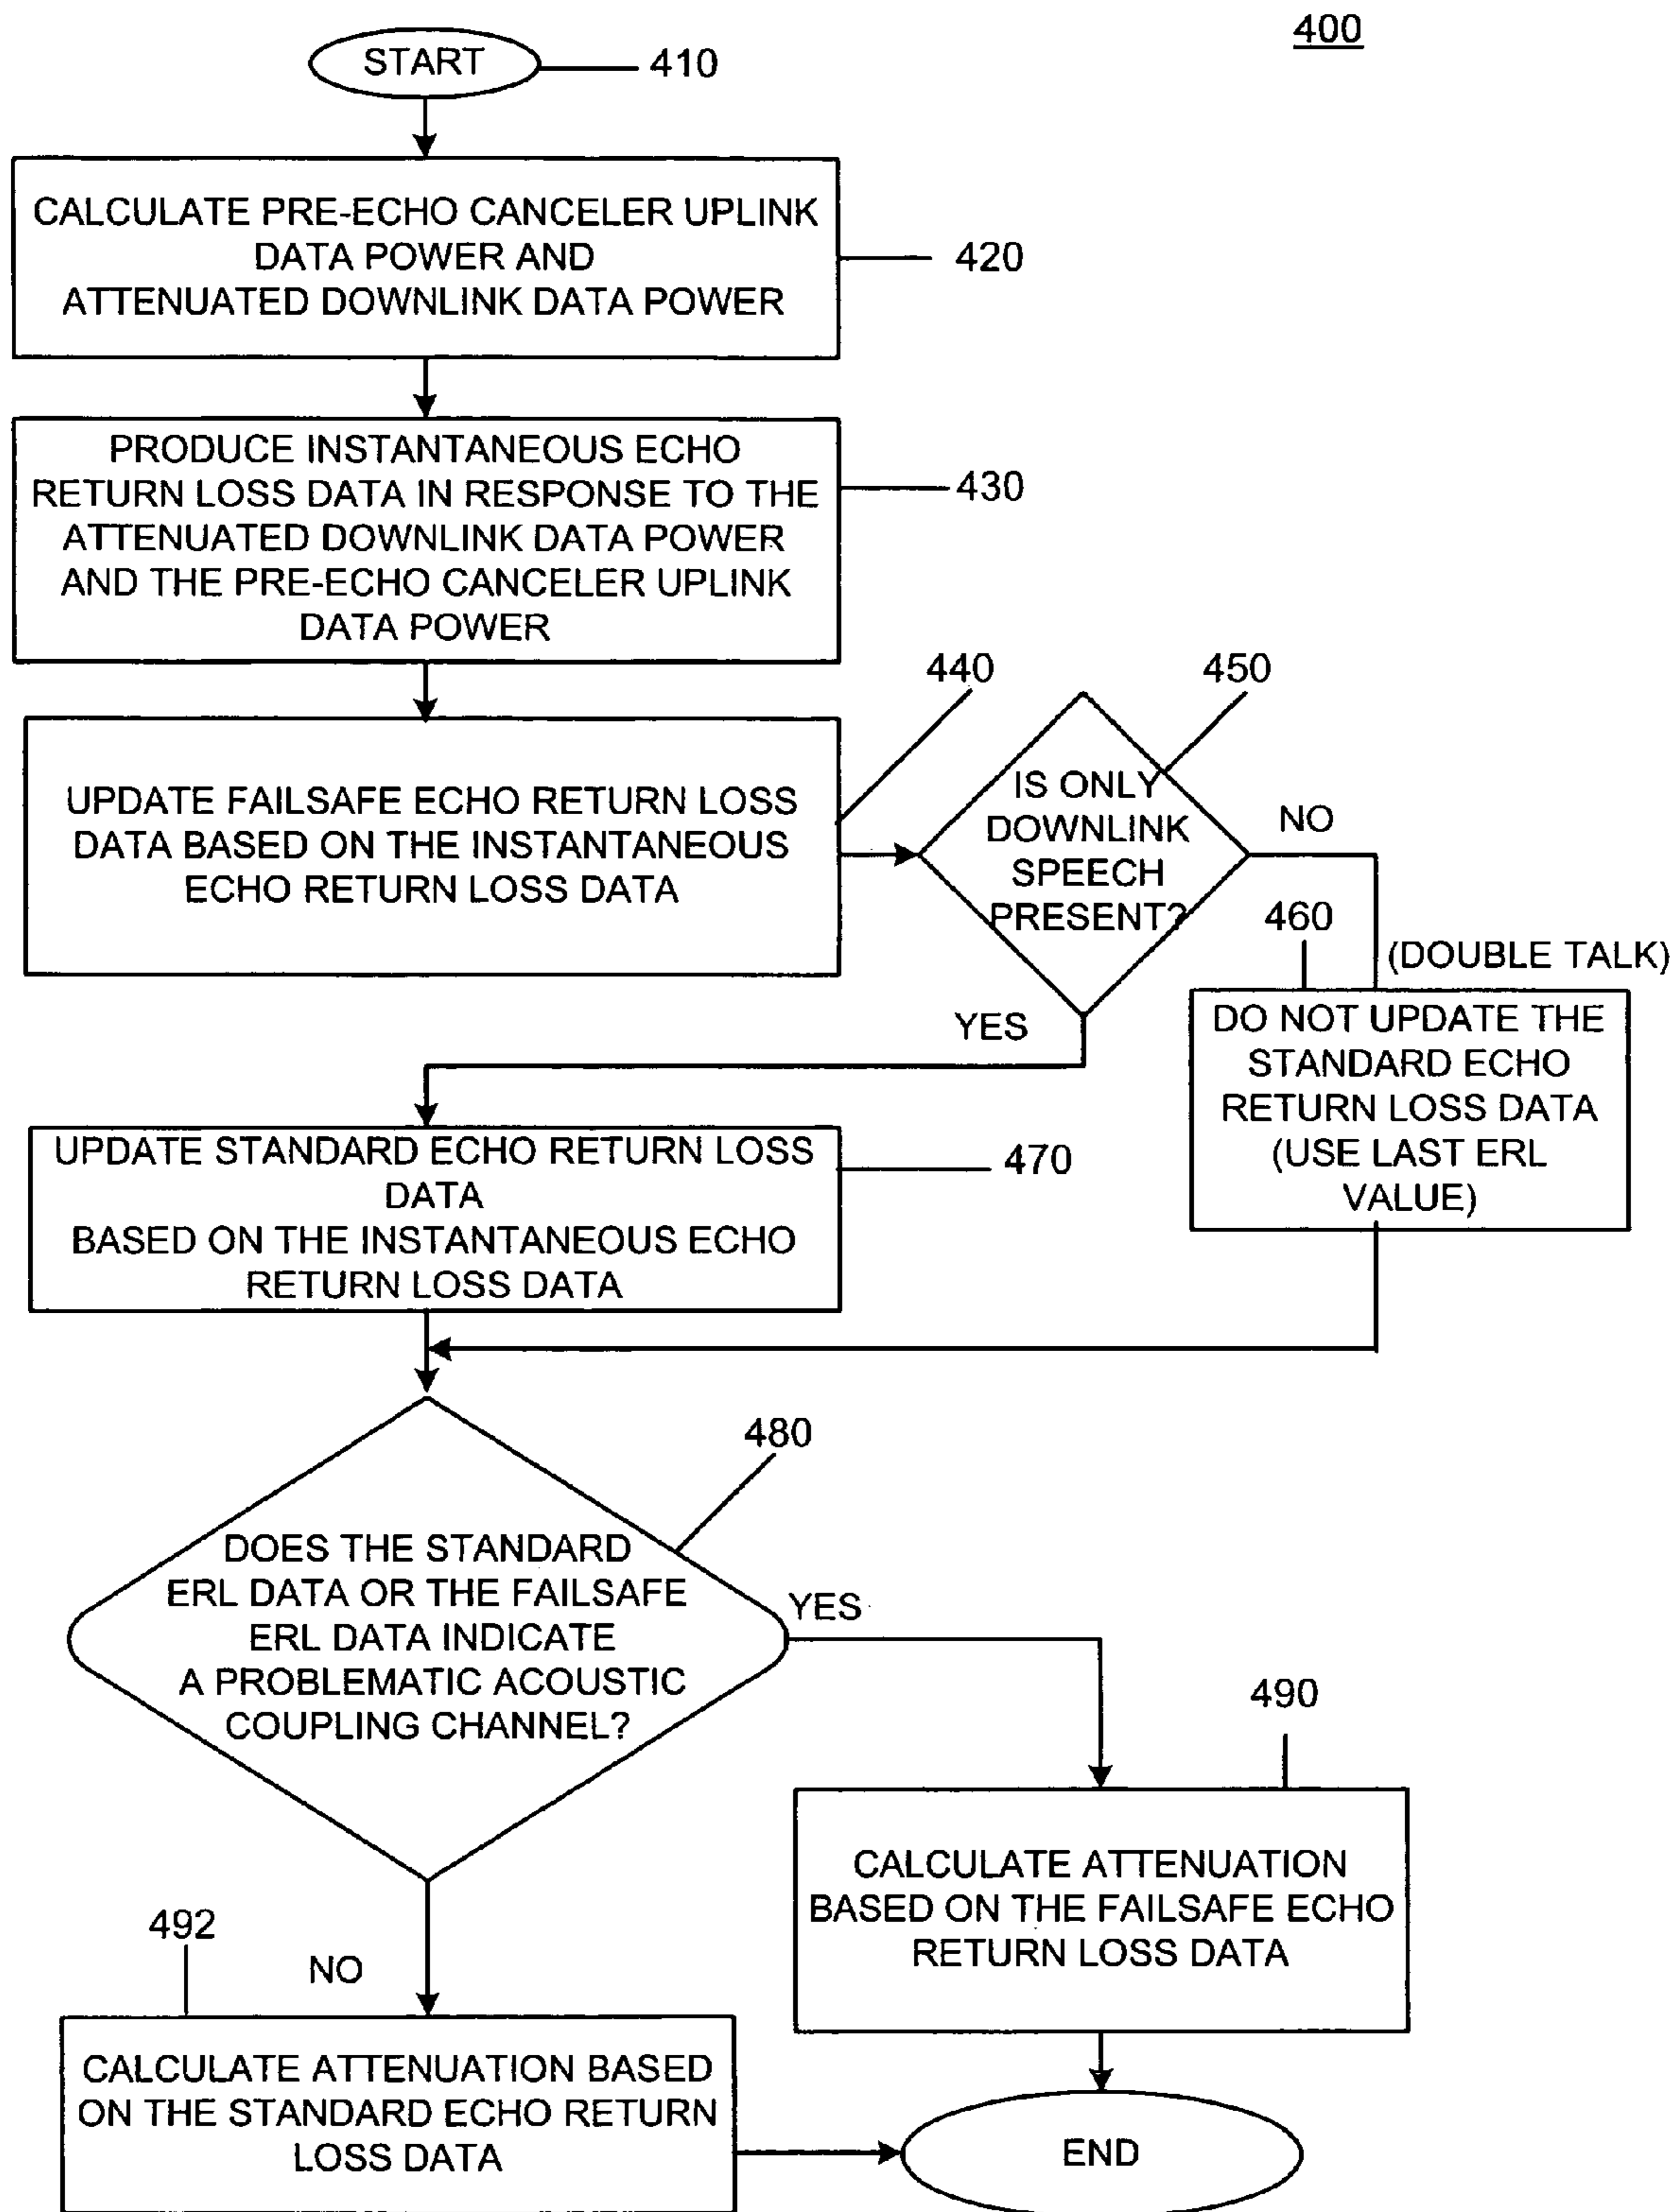 400
START
410
CALCULATE PRE-ECHO CANCELER UPLINK
DATA POWER AND
ATTENUATED DOWNLINK DATA POWER
420
PRODUCE INSTANTANEOUS ECHO
RETURN LOSS DATA IN RESPONSE TO THE
ATTENUATED DOWNLINK DATA POWER
AND THE PRE-ECHO CANCELER UPLINK
DATA POWER
430
440
UPDATE FAILSAFE ECHO RETURN LOSS
DATA BASED ON THE INSTANTANEOUS
ECHO RETURN LOSS DATA
450
IS ONLY
DOWNLINK
SPEECH
PRESENT?
NO
(DOUBLE TALK)
460
DO NOT UPDATE THE
STANDARD ECHO
RETURN LOSS DATA
(USE LAST ERL
VALUE)
YES
UPDATE STANDARD ECHO RETURN LOSS
DATA
BASED ON THE INSTANTANEOUS ECHO
RETURN LOSS DATA
470
480
DOES THE STANDARD
ERL DATA OR THE FAILSAFE
ERL DATA INDICATE
A PROBLEMATIC ACOUSTIC
COUPLING CHANNEL?
YES
490
CALCULATE ATTENUATION
BASED ON THE FAILSAFE ECHO
RETURN LOSS DATA
492
NO
CALCULATE ATTENUATION BASED
ON THE STANDARD ECHO RETURN
LOSS DATA
END